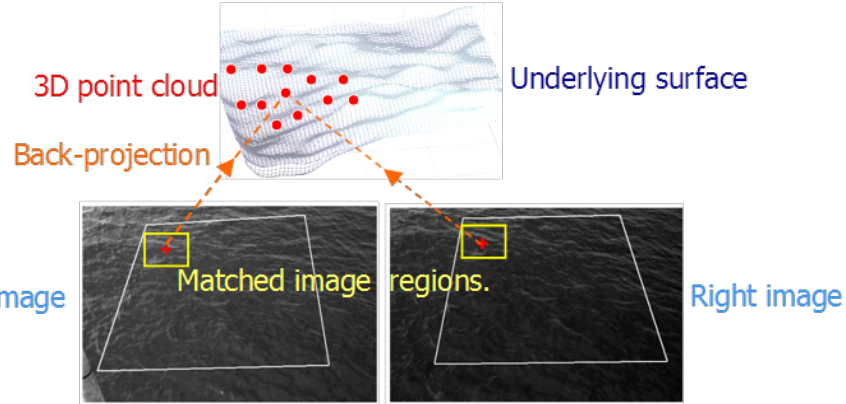 3D point cloud
Underlying surface
Back-projection
Matched image regions.
mage
Right image